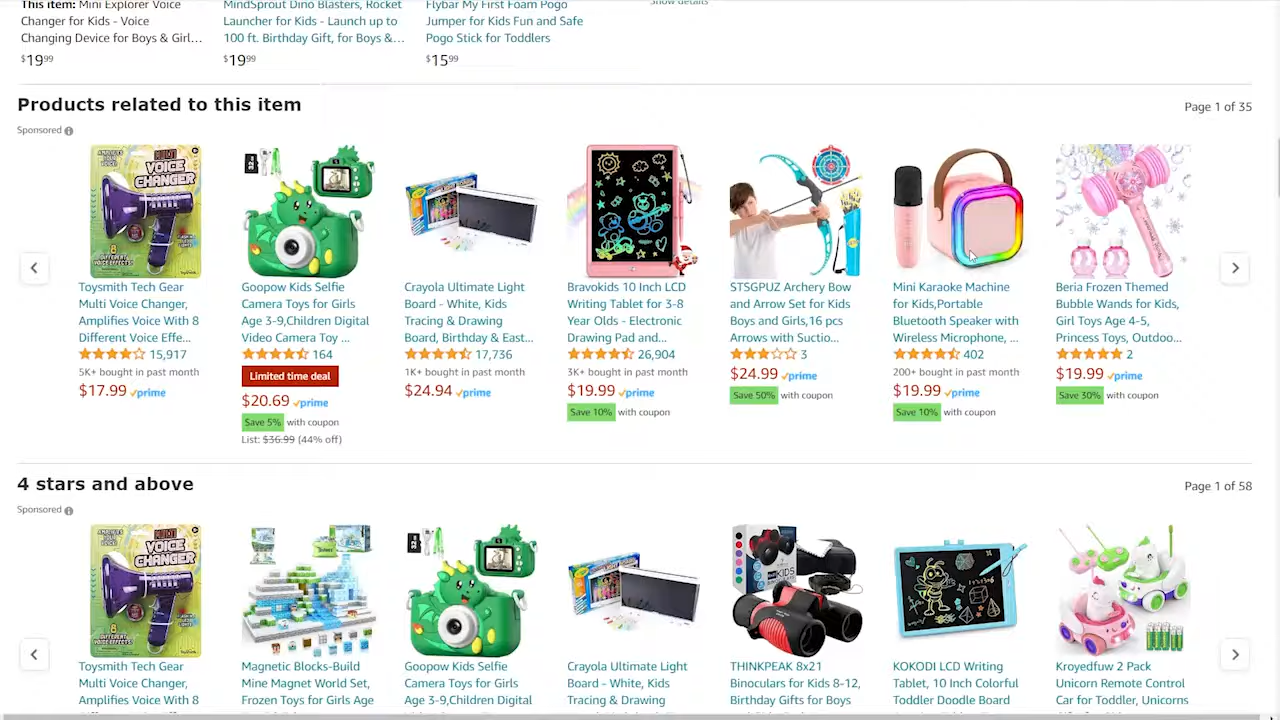 Show details
This item: Mini Explorer Voice
Changer for Kids - Voice
Changing Device for Boys & Girl...
$1999
MindSprout Dino Blasters, Rocket
Launcher for Kids - Launch up to
100 ft. Birthday Gift, for Boys &...
$1999
Flybar My First Foam Pogo
Jumper for Kids Fun and Safe
Pogo Stick for Toddlers
$1599
Products related to this item
Page 1 of 35
Sponsored
Toysmith Tech Gear
Multi Voice Changer,
Amplifies Voice With 8
Different Voice Effe...
15,917
5K+ bought in past month
$17.99 prime
Goopow Kids Selfie
Camera Toys for Girls
Age 3-9,Children Digital
Video Camera Toy ...
164
Limited time deal
$20.69 prime
Save 5% with coupon
List: $36.99 (44% off)
Crayola Ultimate Light
Board - White, Kids
Tracing & Drawing
Board, Birthday & East...
17,736
1K+ bought in past month
$24.94 prime
Bravokids 10 Inch LCD
Writing Tablet for 3-8
Year Olds - Electronic
Drawing Pad and...
26,904
3K+ bought in past month
$19.99 prime
Save 10% with coupon
STSGPUZ Archery Bow
and Arrow Set for Kids
Boys and Girls,16 pcs
Arrows with Suctio...
3
$24.99 prime
Save 50% with coupon
Mini Karaoke Machine
for Kids,Portable
Bluetooth Speaker with
Wireless Microphone, ...
402
200+ bought in past month
$19.99 prime
Save 10% with coupon
Beria Frozen Themed
Bubble Wands for Kids,
Girl Toys Age 4-5,
Princess Toys, Outdoo...
2
$19.99 prime
Save 30% with coupon
4 stars and above
Page 1 of 58
Sponsored
VOICE
CHANGER
Toysmith Tech Gear
Multi Voice Changer,
Amplifies Voice With 8
Magnetic Blocks-Build
Mine Magnet World Set,
Frozen Toys for Girls Age
Goopow Kids Selfie
Camera Toys for Girls
Age 3-9,Children Digital
Crayola Ultimate Light
Board - White, Kids
Tracing & Drawing
THINKPEAK 8x21
Binoculars for Kids 8-12,
Birthday Gifts for Boys
KOKODI LCD Writing
Tablet, 10 Inch Colorful
Toddler Doodle Board
Kroyedfuw 2 Pack
Unicorn Remote Control
Car for Toddler, Unicorns